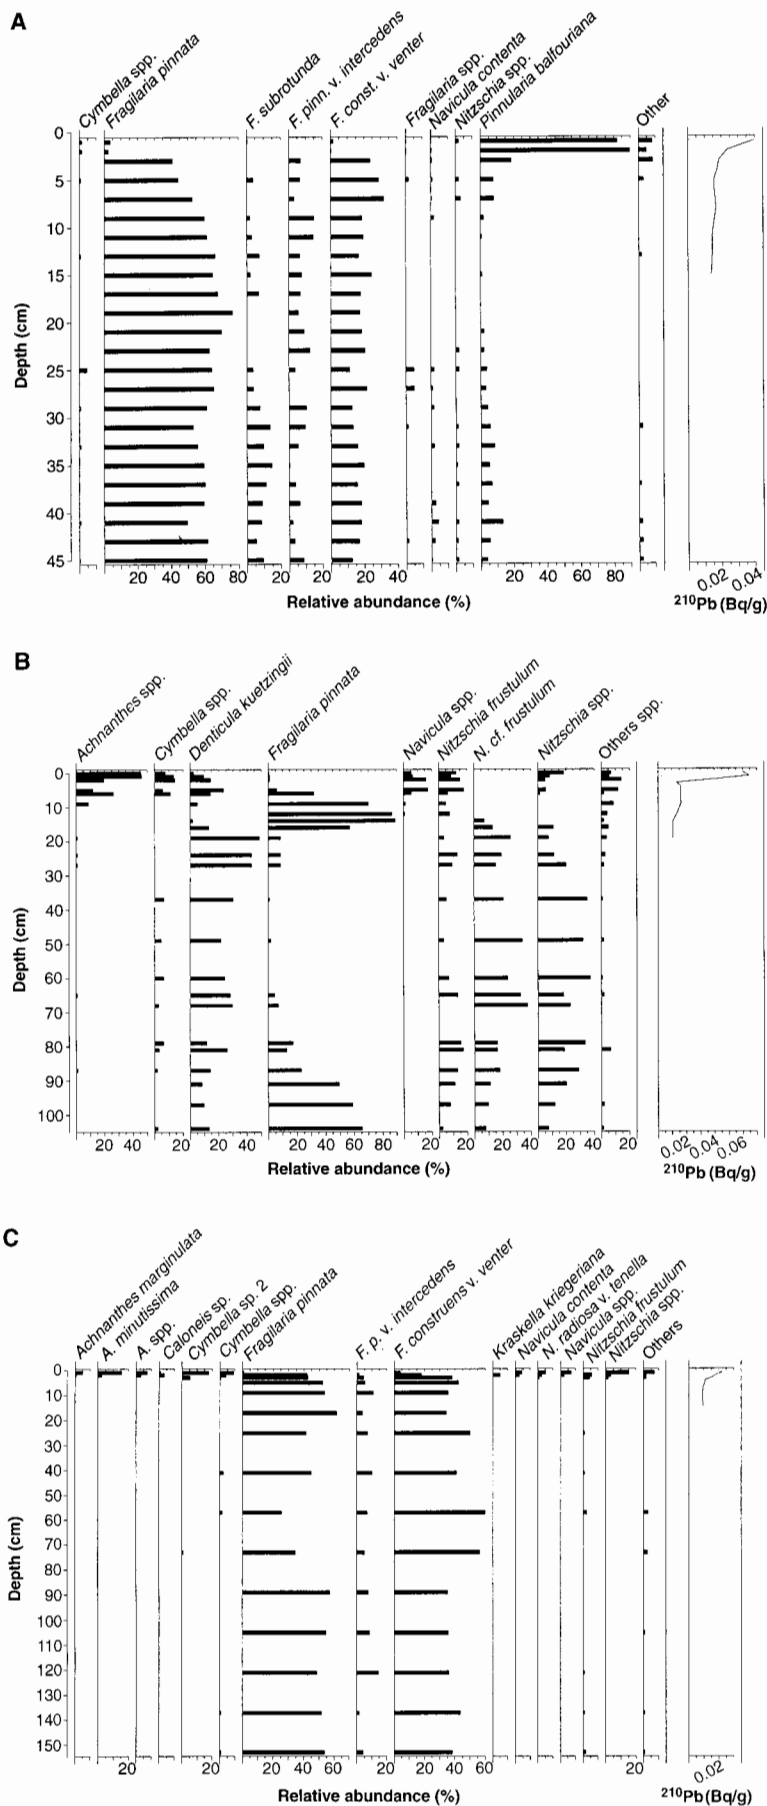 A
Cymbella spp.
Fragilaria pinnata
F. subrotunda
F. pinn. v. intercedens
F. const. v. venter
Fragilaria spp.
Navicula contenta
Nitzschia spp.
Pinnularia balfouriana
Other
0
5
10
15
20
25
30
35
40
45
Depth (cm)
20 40 60 80 20 20 20 40 20 40 60 80 0.02 0.04
Relative abundance (%)
210Pb (Bq/g)
B
Achnanthes spp.
Cymbella spp.
Denticula kuetzingii
Fragilaria pinnata
Navicula spp.
Nitzschia frustulum
N. cf. frustulum
Nitzschia spp.
Others spp.
0
10
20
30
40
50
60
70
80
90
100
Depth (cm)
20 40 20 20 40 20 40 60 80 20 20 20 40 20 40 20 0.02 0.04 0.06
Relative abundance (%)
210Pb (Bq/g)
C
Achnanthes marginulata
A. minutissima
A. spp.
Caloneis sp.
Cymbella sp. 2
Cymbella spp.
Fragilaria pinnata
F. p. v. intercedens
F. construens v. venter
Kraskella kriegeriana
Navicula contenta
N. radiosa v. tenella
Navicula spp.
Nitzschia frustulum
Nitzschia spp.
Others
0
10
20
30
40
50
60
70
80
90
100
110
120
130
140
150
Depth (cm)
20 20 20 40 60 20 20 40 60 20 0.02
Relative abundance (%)
210Pb (Bq/g)